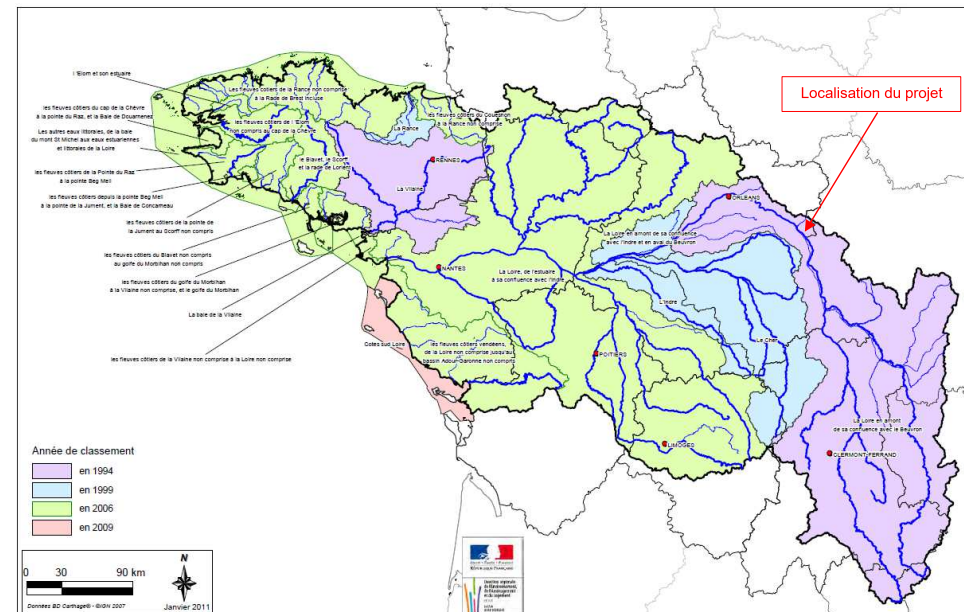 Localisation du projet
l 'Elorn et son estuaire
Les fleuves côtiers de la Rance non comprise
à la Rade de Brest incluse
les fleuves côtiers du cap de la Chèvre
à la pointe du Raz, et la Baie de Douarnenez
les fleuves côtiers de l 'Elorn
non compris au cap de la Chèvre
les fleuves côtiers du Couesnon
à la Rance non comprise
La Rance
Les autres eaux littorales, de la baie
du mont St Michel aux eaux estuariennes
et littorales de la Loire
le Blavet, le Scorff
et la rade de Lorient
RENNES
La Vilaine
les fleuves côtiers de la Pointe du Raz
à la pointe Beg Meil
les fleuves côtiers depuis la pointe Beg Meil
à la pointe de la Jument, et la Baie de Concarneau
ORLEANS
les fleuves côtiers de la pointe de
la Jument au Scorff non compris
La Loire en amont de sa confluence
avec l'Indre et en aval du Beuvron
les fleuves côtiers du Blavet non compris
au golfe du Morbihan non compris
NANTES
La Loire, de l'estuaire
à sa confluence avec l'Indre
les fleuves côtiers du golfe du Morbihan
à la Vilaine non comprise, et le golfe du Morbihan
L'Indre
La baie de la Vilaine
Le Cher
Cotes sud Loire
les fleuves côtiers vendéens,
de la Loire non comprise jusqu'au
bassin Adour-Garonne non compris
les fleuves côtiers de la Vilaine non comprise à la Loire non comprise
POITIERS
La Loire en amont
de sa confluence avec le Beuvron
LIMOGES
CLERMONT-FERRAND
Année de classement
en 1994
en 1999
en 2006
en 2009
0 30 90 km
N
Données BD Carthage® - ©IGN 2007
Janvier 2011
RÉPUBLIQUE FRANÇAISE